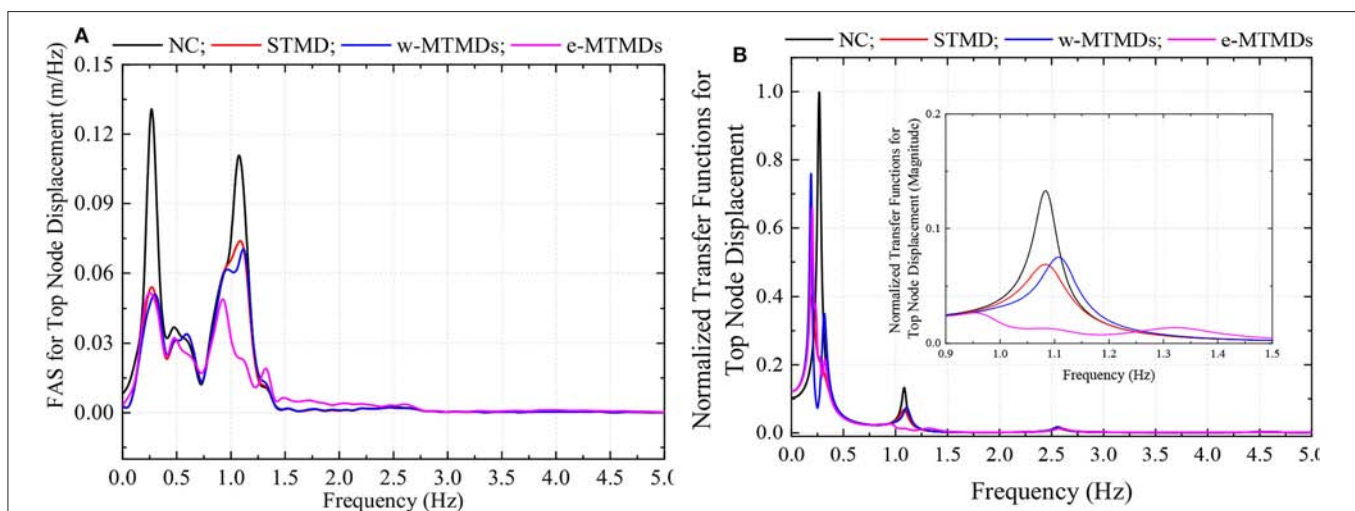 A
NC; STMD; w-MTMDs; e-MTMDs
FAS for Top Node Displacement (m/Hz)
0.15
0.12
0.09
0.06
0.03
0.00
0.0 0.5 1.0 1.5 2.0 2.5 3.0 3.5 4.0 4.5 5.0
Frequency (Hz)
B
NC; STMD; w-MTMDs; e-MTMDs
Normalized Transfer Functions for
Top Node Displacement
1.0
0.8
0.6
0.4
0.2
0.0
0.0 0.5 1.0 1.5 2.0 2.5 3.0 3.5 4.0 4.5 5.0
Frequency (Hz)
Normalized Transfer Functions for
Top Node Displacement (Magnitude)
0.2
0.1
0.0
0.9 1.0 1.1 1.2 1.3 1.4 1.5
Frequency (Hz)